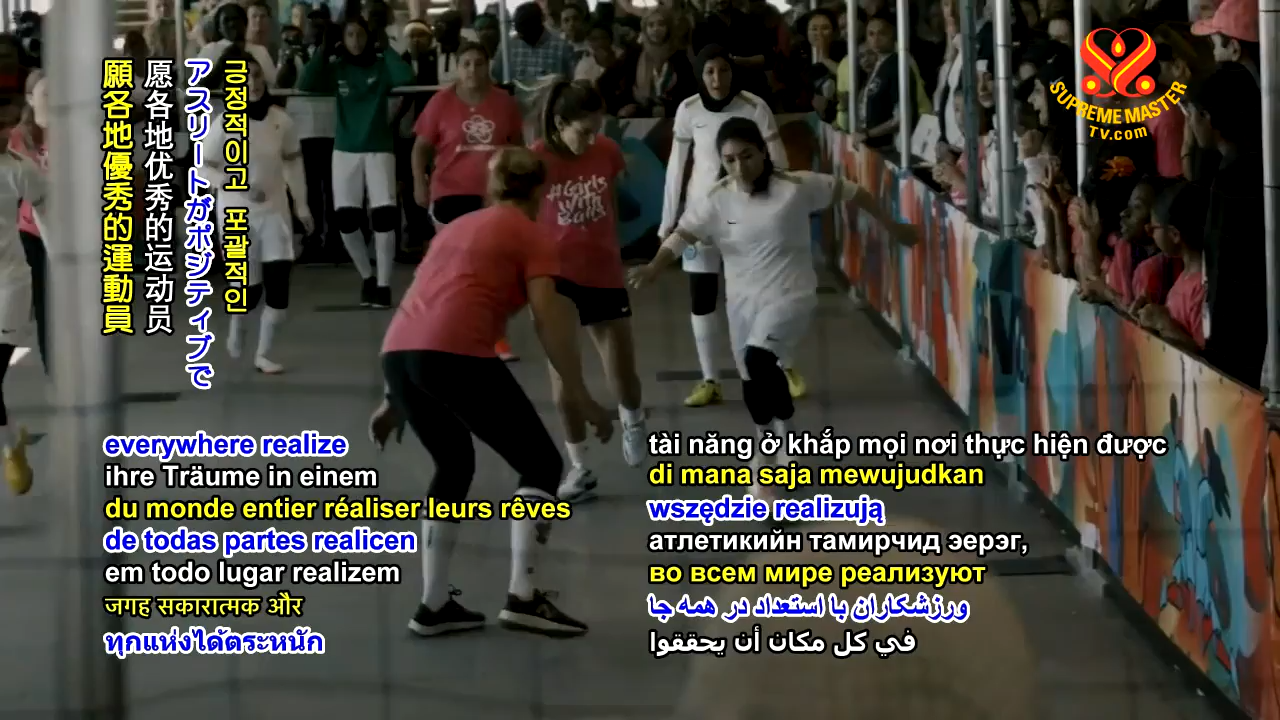 SUPREME MASTER
TV.com
긍정적이고 포괄적인
アスリートがポジティブで
愿各地优秀的运动员
願各地優秀的運動員
#Girls
With
Balls
everywhere realize
ihre Träume in einem
du monde entier réaliser leurs rêves
de todas partes realicen
em todo lugar realizem
जगह सकारात्मक और
ทุกแห่งได้ตระหนัก
tài năng ở khắp mọi nơi thực hiện được
di mana saja mewujudkan
wszędzie realizują
атлетикийн тамирчид эерэг,
во всем мире реализуют
ورزشکاران با استعداد در همه جا
في كل مكان أن يحققوا